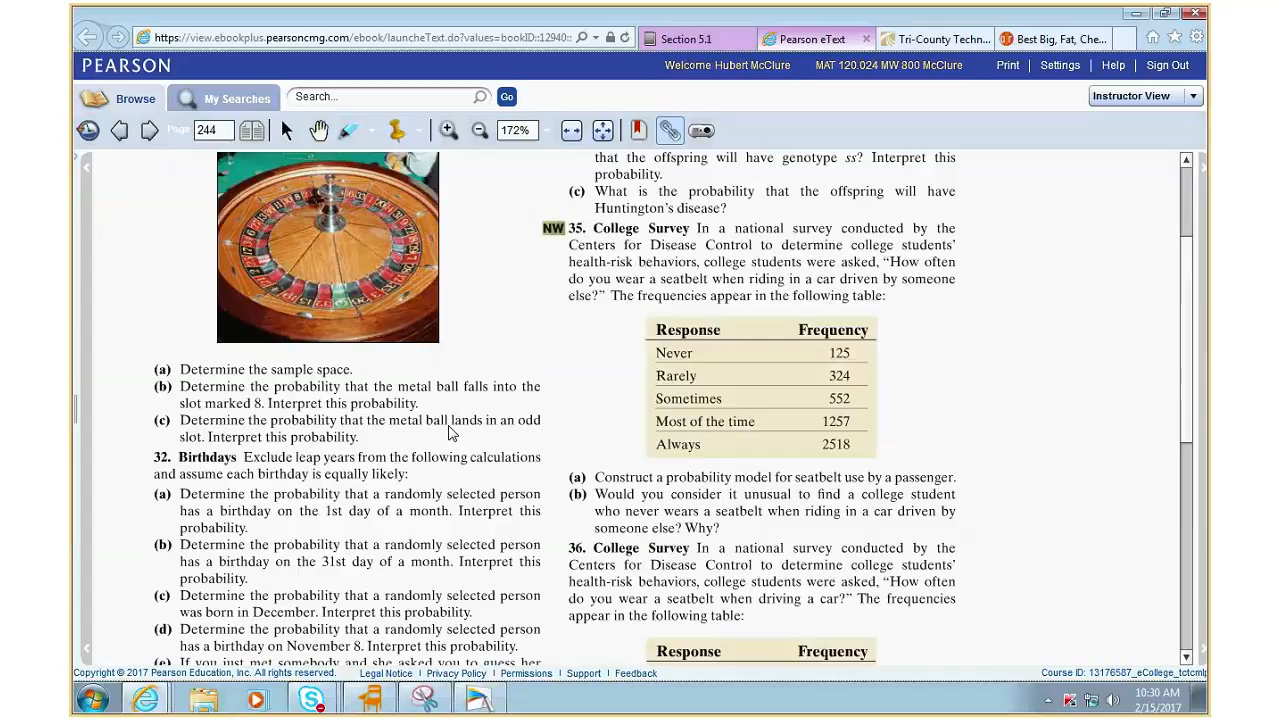 https://view.ebookplus.pearsoncmg.com/ebook/launcheText.do?values=bookID::12940::
Section 5.1
Pearson eText
Tri-County Techn...
Best Big, Fat, Che...
PEARSON
Welcome Hubert McClure
MAT 120.024 MW 800 McClure
Print
Settings
Help
Sign Out
Browse
My Searches
Search...
Go
Instructor View
Page
244
172%
(a) Determine the sample space.
(b) Determine the probability that the metal ball falls into the
slot marked 8. Interpret this probability.
(c) Determine the probability that the metal ball lands in an odd
slot. Interpret this probability.
32. Birthdays Exclude leap years from the following calculations
and assume each birthday is equally likely:
(a) Determine the probability that a randomly selected person
has a birthday on the 1st day of a month. Interpret this
probability.
(b) Determine the probability that a randomly selected person
has a birthday on the 31st day of a month. Interpret this
probability.
(c) Determine the probability that a randomly selected person
was born in December. Interpret this probability.
(d) Determine the probability that a randomly selected person
has a birthday on November 8. Interpret this probability.
(e) If you just met somebody and she asked you to guess her
that the offspring will have genotype ss? Interpret this
probability.
(c) What is the probability that the offspring will have
Huntington's disease?
NW 35. College Survey In a national survey conducted by the
Centers for Disease Control to determine college students'
health-risk behaviors, college students were asked, "How often
do you wear a seatbelt when riding in a car driven by someone
else?" The frequencies appear in the following table:
Response Frequency
Never 125
Rarely 324
Sometimes 552
Most of the time 1257
Always 2518
(a) Construct a probability model for seatbelt use by a passenger.
(b) Would you consider it unusual to find a college student
who never wears a seatbelt when riding in a car driven by
someone else? Why?
36. College Survey In a national survey conducted by the
Centers for Disease Control to determine college students'
health-risk behaviors, college students were asked, "How often
do you wear a seatbelt when driving a car?" The frequencies
appear in the following table:
Response Frequency
Copyright © 2017 Pearson Education, Inc. All rights reserved.
Legal Notice | Privacy Policy | Permissions | Support | Feedback
Course ID: 13176587_eCollege_tctcmlp
10:30 AM
2/15/2017